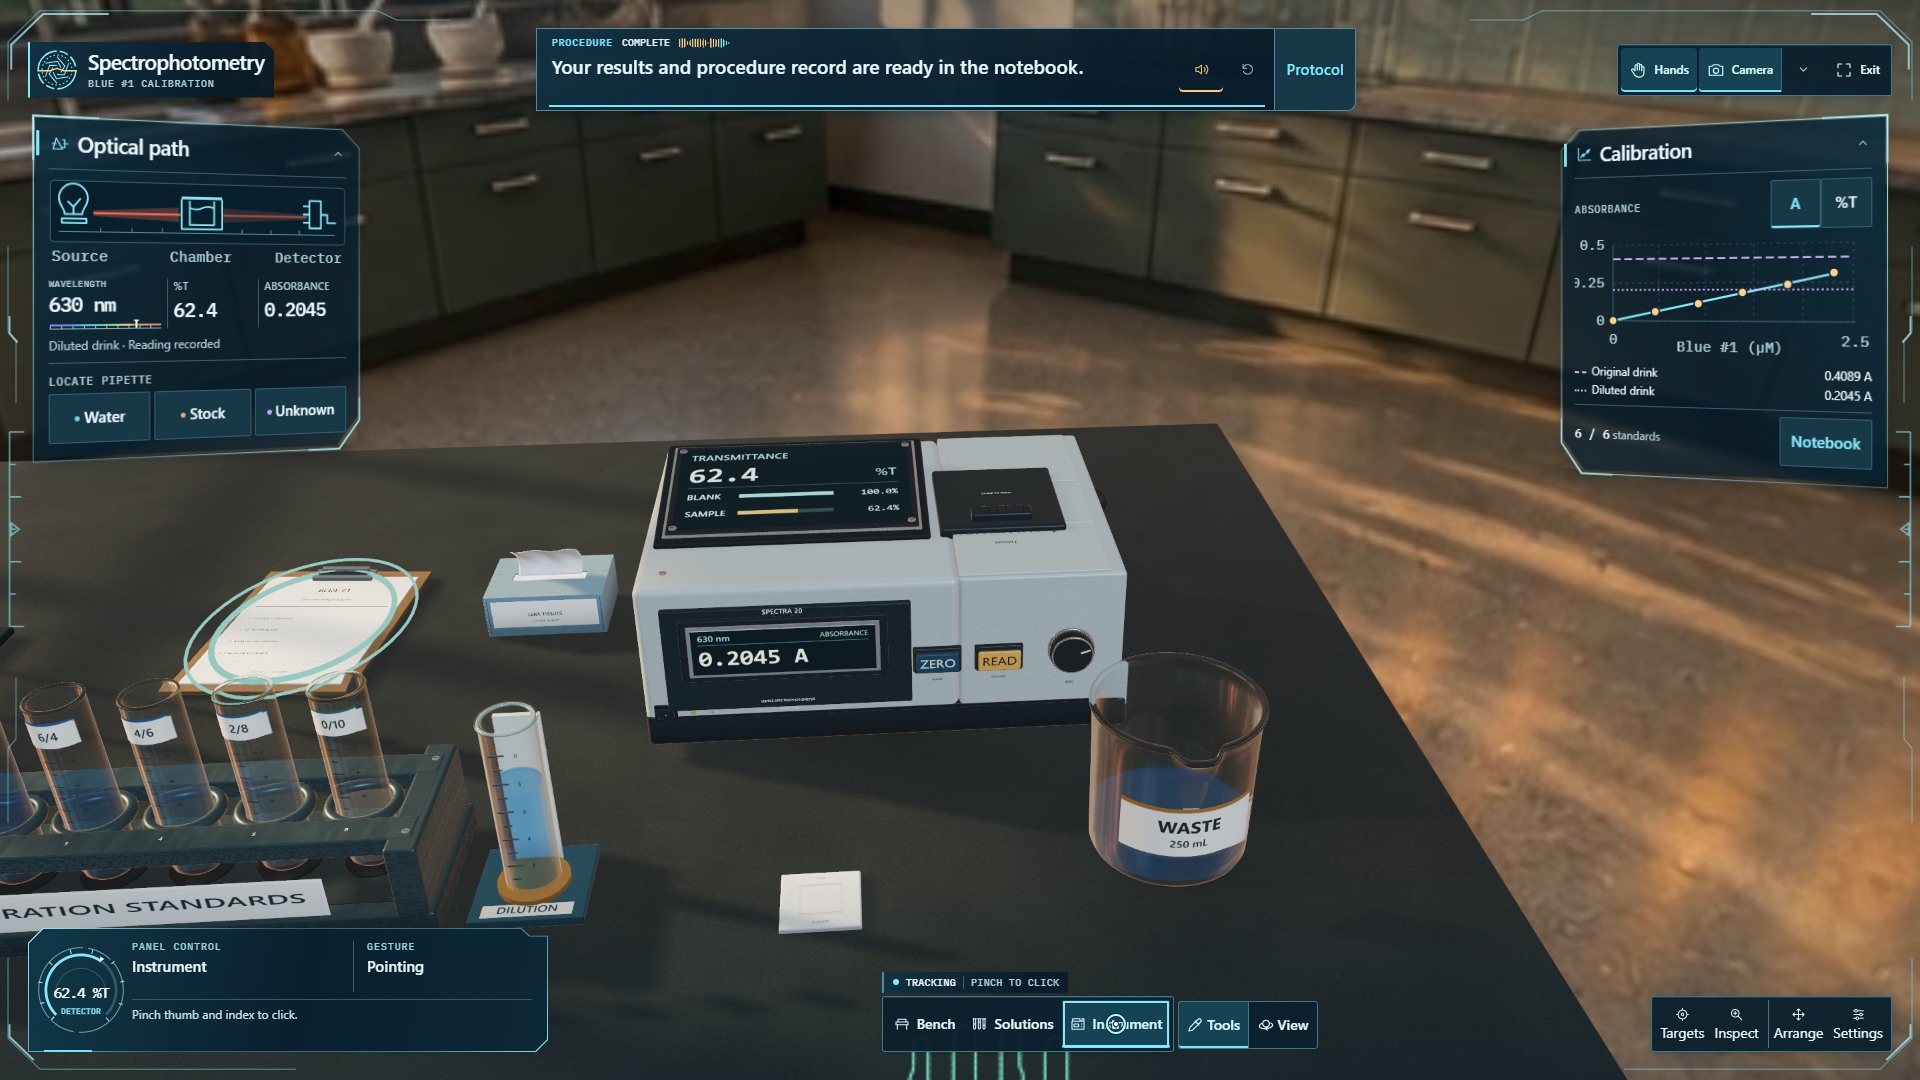 Spectrophotometry
BLUE #1 CALIBRATION
PROCEDURE COMPLETE
Your results and procedure record are ready in the notebook.
Protocol
Hands
Camera
Exit
Optical path
Source
Chamber
Detector
WAVELENGTH
630 nm
%T
62.4
ABSORBANCE
0.2045
Diluted drink · Reading recorded
LOCATE PIPETTE
Water
Stock
Unknown
Calibration
ABSORBANCE
A
%T
0.5
0.25
0
0
Blue #1 (μM)
2.5
Original drink
0.4089 A
Diluted drink
0.2045 A
6 / 6 standards
Notebook
TRANSMITTANCE
62.4 %T
BLANK 100.0%
SAMPLE 62.4%
SPECTRA 20
630 nm ABSORBANCE
0.2045 A
ZERO
READ
LENS TISSUES
6/4
4/6
2/8
0/10
RATION STANDARDS
DILUTION
WASTE
250 mL
PANEL CONTROL
Instrument
GESTURE
Pointing
62.4 %T
DETECTOR
Pinch thumb and index to click.
TRACKING PINCH TO CLICK
Bench
Solutions
Instrument
Tools
View
Targets
Inspect
Arrange
Settings